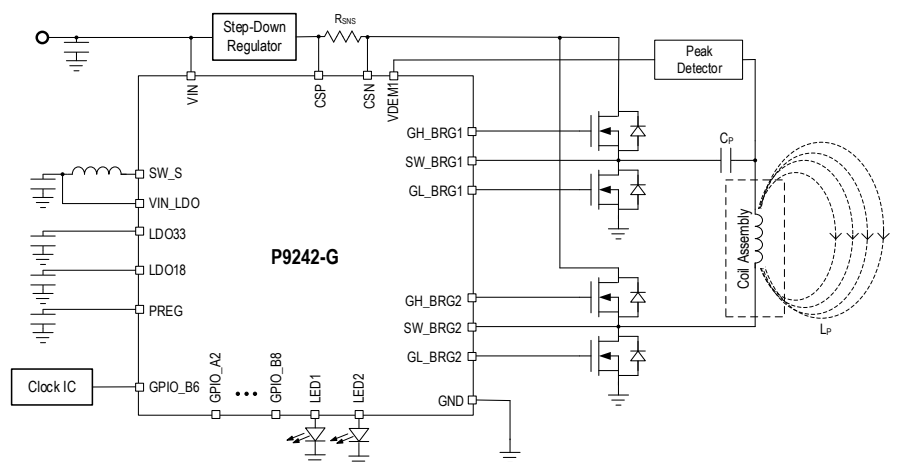 Step-Down
Regulator
RSNS
Peak
Detector
VIN
CSP
CSN
VDEM1
GH_BRG1
SW_BRG1
GL_BRG1
CP
SW_S
VIN_LDO
LDO33
LDO18
PREG
P9242-G
Coil Assembly
LP
GH_BRG2
SW_BRG2
GL_BRG2
Clock IC
GPIO_B6
GPIO_A2
•••
GPIO_B8
LED1
LED2
GND